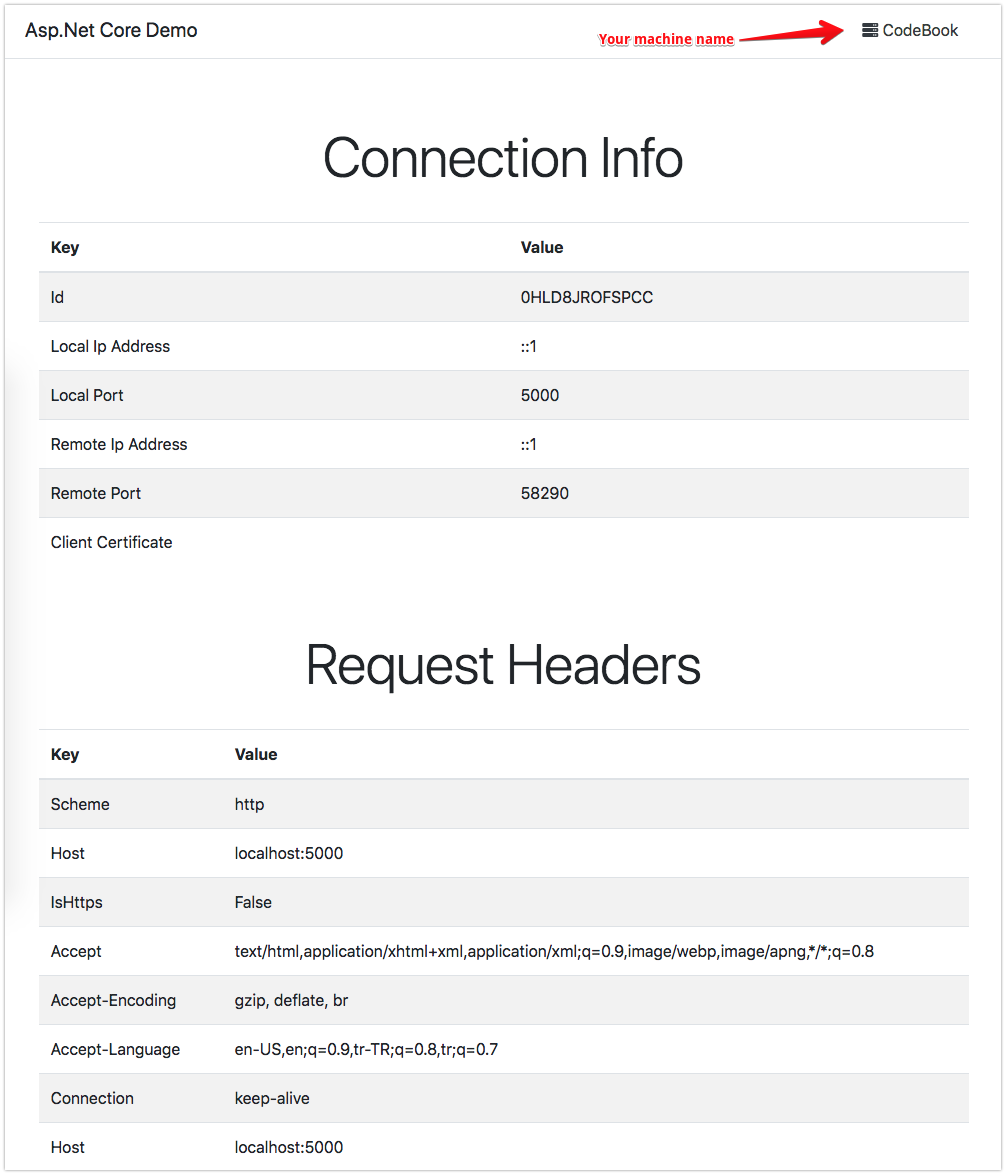 Asp.Net Core Demo
Your machine name
CodeBook
Connection Info
Key Value
Id 0HLD8JROFSPCC
Local Ip Address ::1
Local Port 5000
Remote Ip Address ::1
Remote Port 58290
Client Certificate
Request Headers
Key Value
Scheme http
Host localhost:5000
IsHttps False
Accept text/html,application/xhtml+xml,application/xml;q=0.9,image/webp,image/apng,*/*;q=0.8
Accept-Encoding gzip, deflate, br
Accept-Language en-US,en;q=0.9,tr-TR;q=0.8,tr;q=0.7
Connection keep-alive
Host localhost:5000